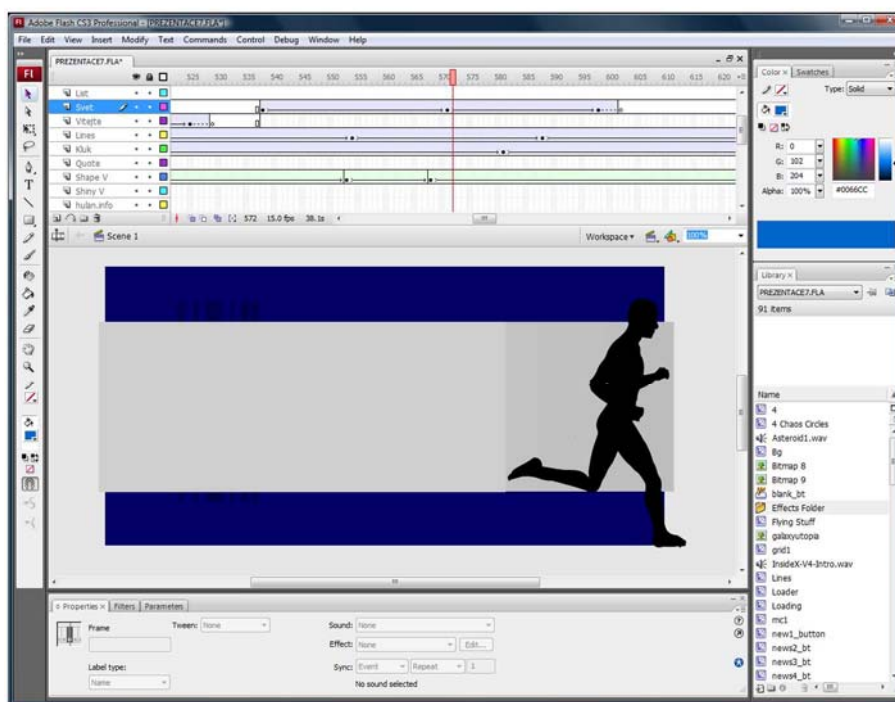 Adobe Flash CS3 Professional - [PREZENTACE7.FLA*]
File Edit View Insert Modify Text Commands Control Debug Window Help
PREZENTACE7.FLA*
525 530 535 540 545 550 555 560 565 570 575 580 585 590 595 600 605 610 615 620
List
Svet
Vitejte
Lines
Kluk
Quote
Shape V
Shiny V
hulan.info
572 15.0 fps 38.1s
Scene 1
Workspace
100%
Properties × Filters Parameters
Frame
Tween: None
Sound: None
Effect: None Edit...
Label type:
Name
Sync: Event Repeat 1
No sound selected
Color × Swatches
Type: Solid
R: 0
G: 102
B: 204
Alpha: 100% #0066CC
Library ×
PREZENTACE7.FLA
91 items
Name
4
4 Chaos Circles
Asteroid1.wav
Bg
Bitmap 8
Bitmap 9
blank_bt
Effects Folder
Flying Stuff
galaxyutopia
grid1
InsideX-V4-Intro.wav
Lines
Loader
Loading
mc1
new1_button
news2_bt
news3_bt
news4_bt